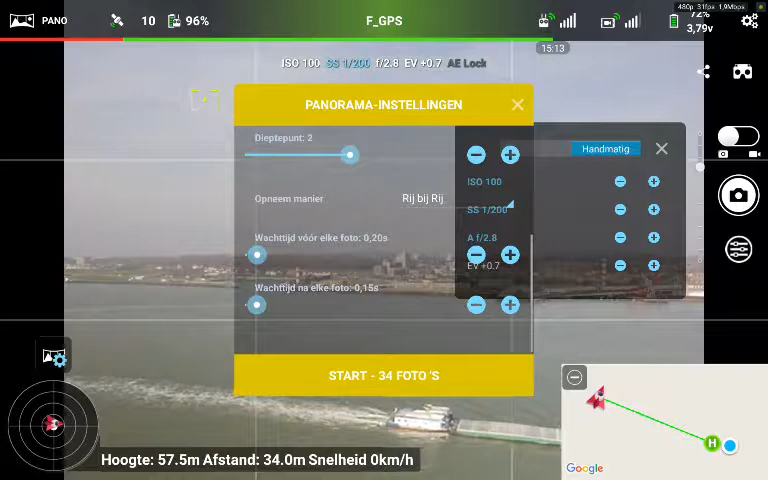 480p 31fps 1,9Mbps
PANO
10
96%
F_GPS
72%
3,79v
15:13
ISO 100 SS 1/200 f/2.8 EV +0.7 AE Lock
PANORAMA-INSTELLINGEN
Dieptepunt: 2
Handmatig
ISO 100
Opneem manier
Rij bij Rij
SS 1/200
Wachttijd vóór elke foto: 0,20s
A f/2.8
EV +0.7
Wachttijd na elke foto: 0,15s
START - 34 FOTO 'S
H
Google
Hoogte: 57.5m Afstand: 34.0m Snelheid 0km/h